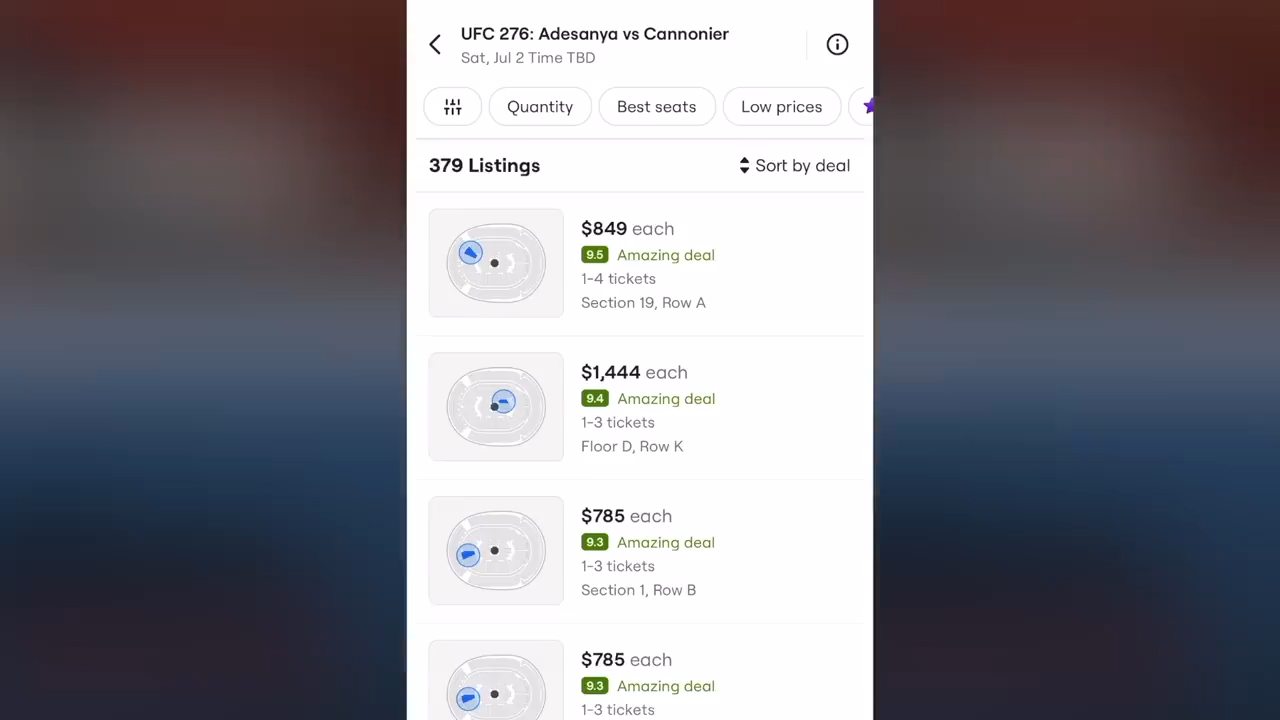 UFC 276: Adesanya vs Cannonier
Sat, Jul 2 Time TBD
Quantity
Best seats
Low prices
379 Listings
Sort by deal
$849 each
9.5 Amazing deal
1-4 tickets
Section 19, Row A
$1,444 each
9.4 Amazing deal
1-3 tickets
Floor D, Row K
$785 each
9.3 Amazing deal
1-3 tickets
Section 1, Row B
$785 each
9.3 Amazing deal
1-3 tickets